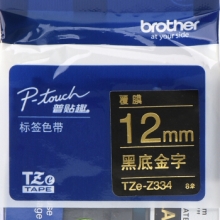 brother
at your side
P-touch
普贴趣
标签色带
TZe
TAPE
覆膜
12mm
黑底金字
TZe-Z334
8米